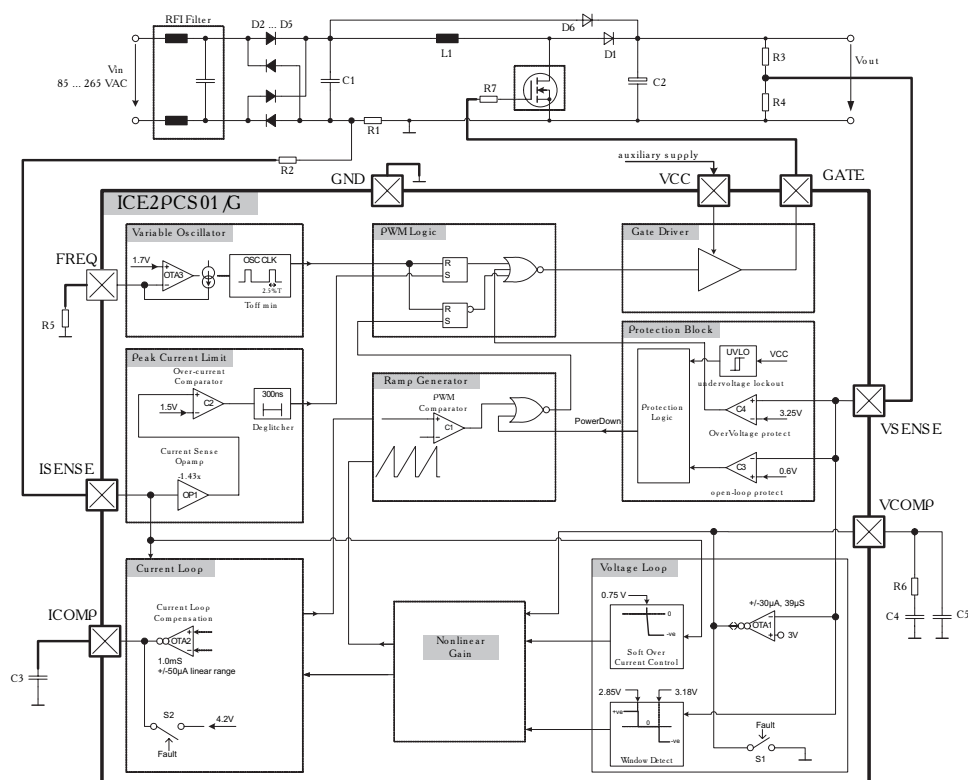 RFI Filter
D2 ... D5
D6
D1
L1
C1
C2
R3
R4
Vout
Vin
85 ... 265 VAC
R7
R1
R2
auxiliary supply
GND
VCC
GATE
ICE2PCS01/G
Variable Oscillator
PWM Logic
Gate Driver
FREQ
1.7V
+
-
OTA3
OSC CLK
2.5%T
Toff min
R
S
R
S
R5
Protection Block
UVLO
VCC
undervoltage lockout
Peak Current Limit
Over-current
Comparator
C2
+
-
1.5V
300ns
Deglitcher
Ramp Generator
PWM
Comparator
C1
+
-
PowerDown
Protection
Logic
C4
+
-
3.25V
OverVoltage protect
C3
-
+
0.6V
open-loop protect
VSENSE
Current Sense
Opamp
-1.43x
OP1
ISENSE
VCOMP
Current Loop
Voltage Loop
ICOMP
Current Loop
Compensation
OTA2
+
-
1.0mS
+/-50µA linear range
S2
4.2V
Fault
C3
Nonlinear
Gain
0.75 V
0
-ve
Soft Over
Current Control
+/-30µA, 39µS
OTA1
-
+
3V
2.85V
3.18V
+ve
0
-ve
Window Detect
Fault
S1
R6
C4
C5